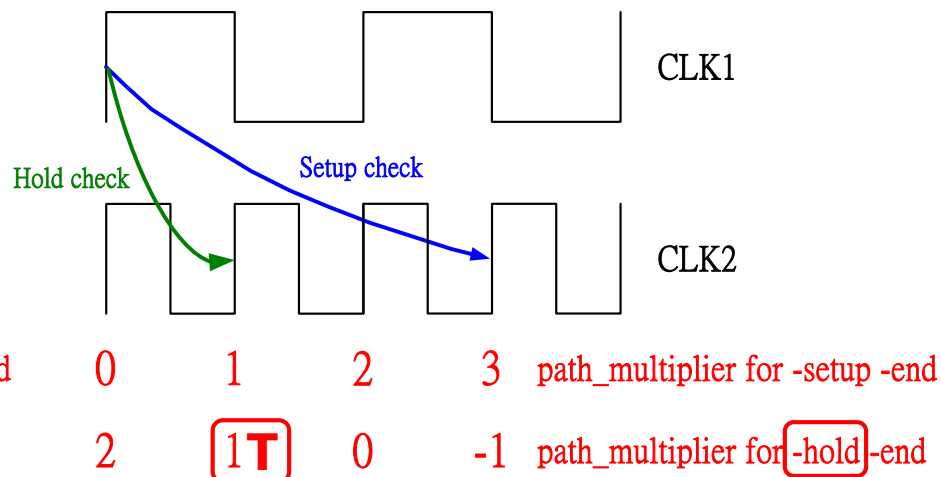 CLK1
Setup check
Hold check
CLK2
d 0 1 2 3 path_multiplier for -setup -end
2 1T 0 -1 path_multiplier for -hold -end